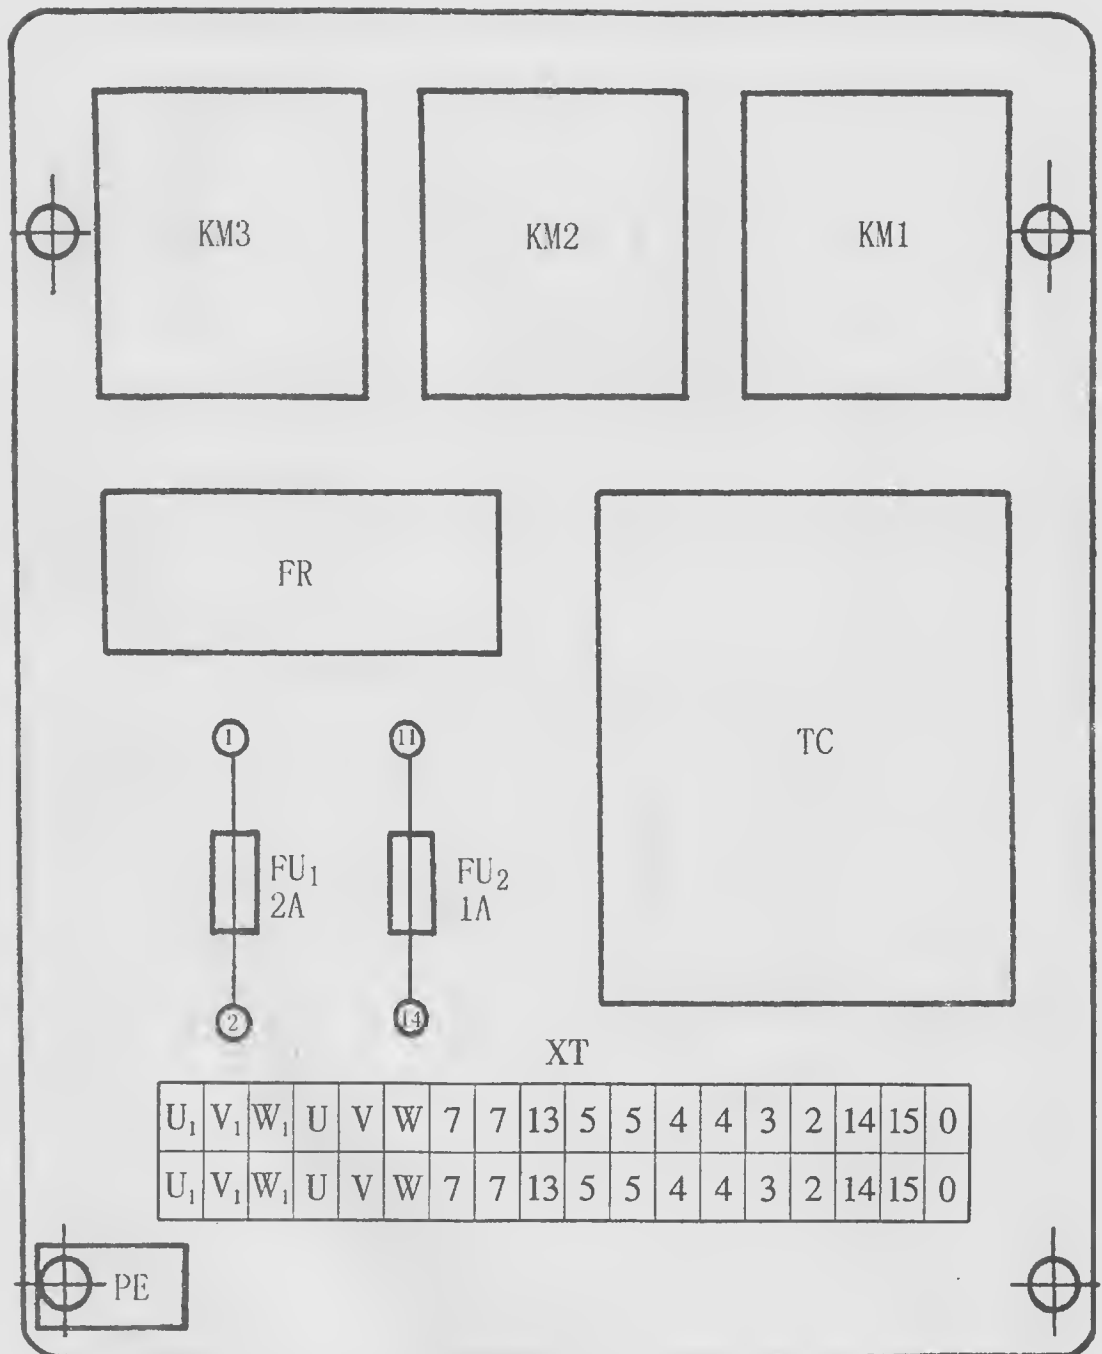 KM3 KM2 KM1
FR
TC
1 11
FU₁ FU₂
2A 1A
2 14
XT
U₁ V₁ W₁ U V W 7 7 13 5 5 4 4 3 2 14 15 0
U₁ V₁ W₁ U V W 7 7 13 5 5 4 4 3 2 14 15 0
PE